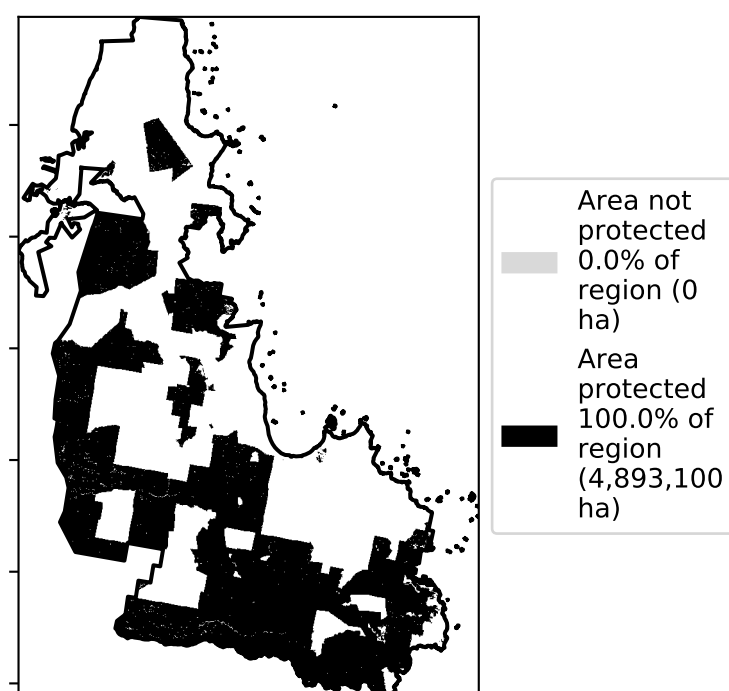 Area not
protected
0.0% of
region (0
ha)
Area
protected
100.0% of
region
(4,893,100
ha)